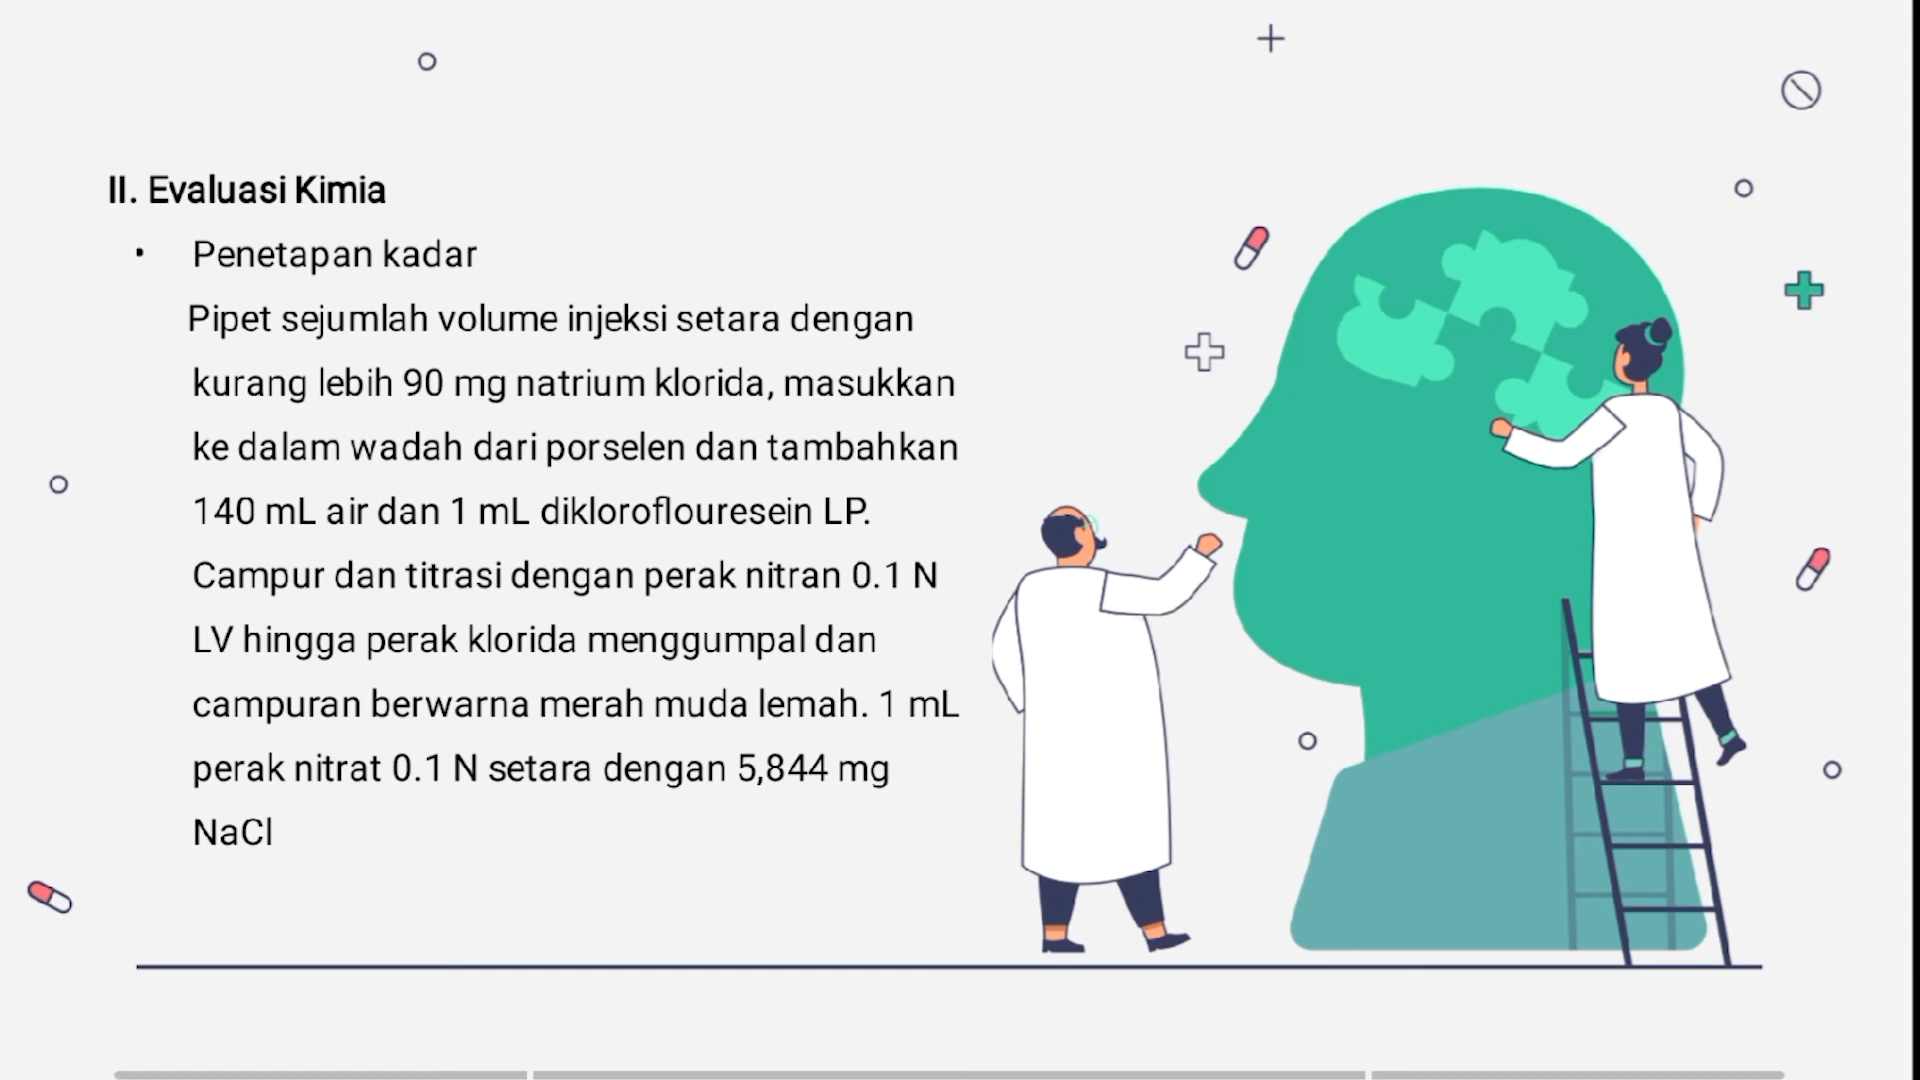 II. Evaluasi Kimia
• Penetapan kadar
Pipet sejumlah volume injeksi setara dengan
kurang lebih 90 mg natrium klorida, masukkan
ke dalam wadah dari porselen dan tambahkan
140 mL air dan 1 mL dikloroflouresein LP.
Campur dan titrasi dengan perak nitran 0.1 N
LV hingga perak klorida menggumpal dan
campuran berwarna merah muda lemah. 1 mL
perak nitrat 0.1 N setara dengan 5,844 mg
NaCl